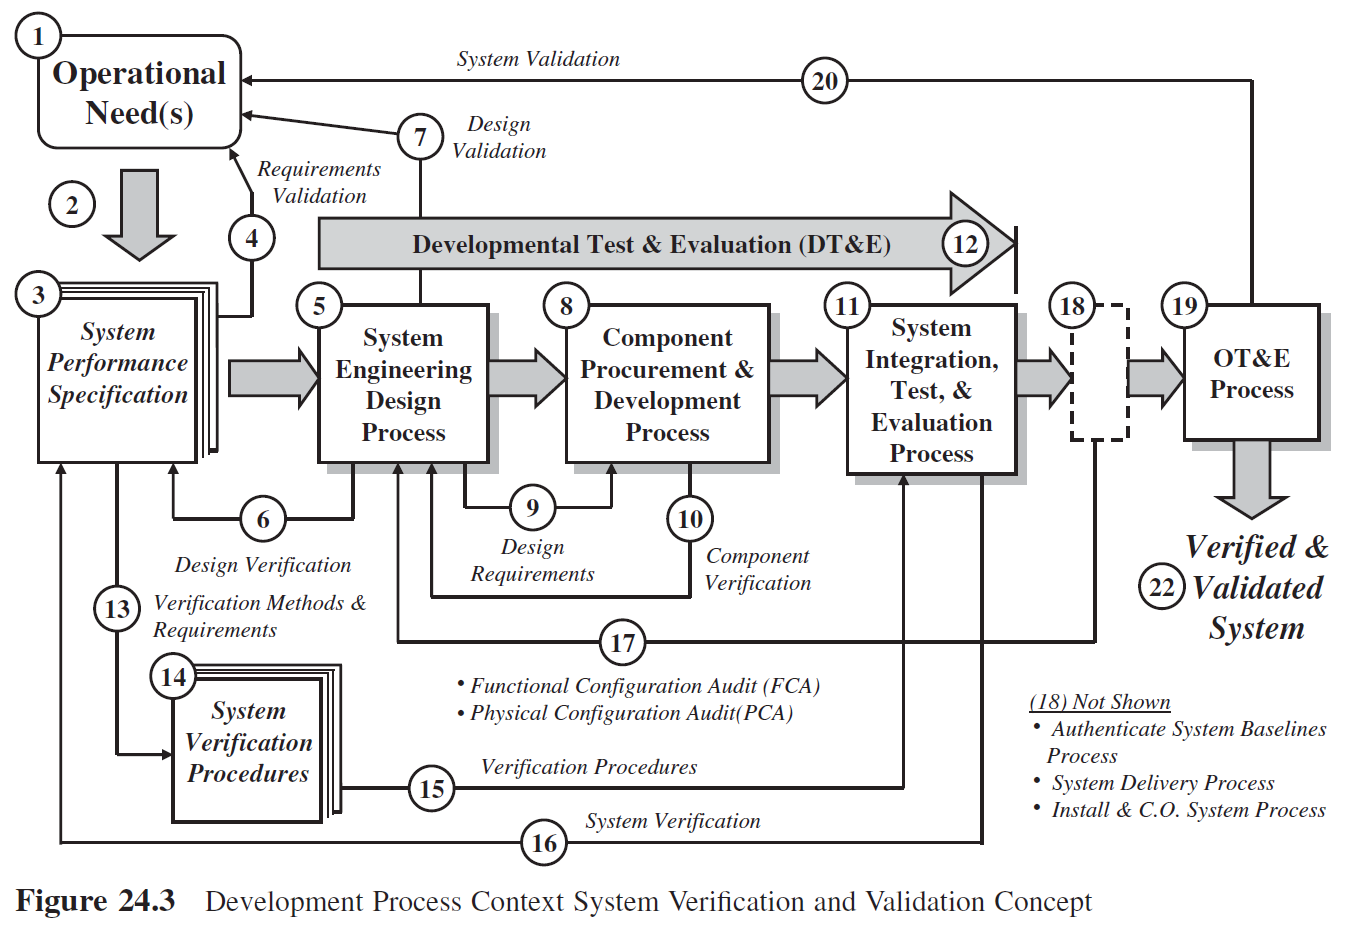 1
Operational
Need(s)
System Validation
20
7
Design
Validation
Requirements
Validation
2
4
Developmental Test & Evaluation (DT&E)
12
3
System
Performance
Specification
5
System
Engineering
Design
Process
8
Component
Procurement &
Development
Process
11
System
Integration,
Test, &
Evaluation
Process
18
19
OT&E
Process
6
Design Verification
9
Design
Requirements
10
Component
Verification
22
Verified &
Validated
System
13
Verification Methods &
Requirements
17
• Functional Configuration Audit (FCA)
• Physical Configuration Audit(PCA)
14
System
Verification
Procedures
(18) Not Shown
• Authenticate System Baselines
Process
• System Delivery Process
• Install & C.O. System Process
15
Verification Procedures
16
System Verification
Figure 24.3 Development Process Context System Verification and Validation Concept